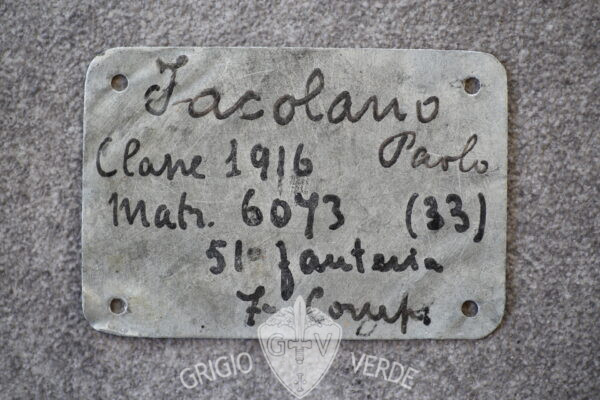 Iacolano
Paolo
Classe 1916
Matr. 6073 (33)
51° fanteria
7a Comp.
GRIGIO G V VERDE